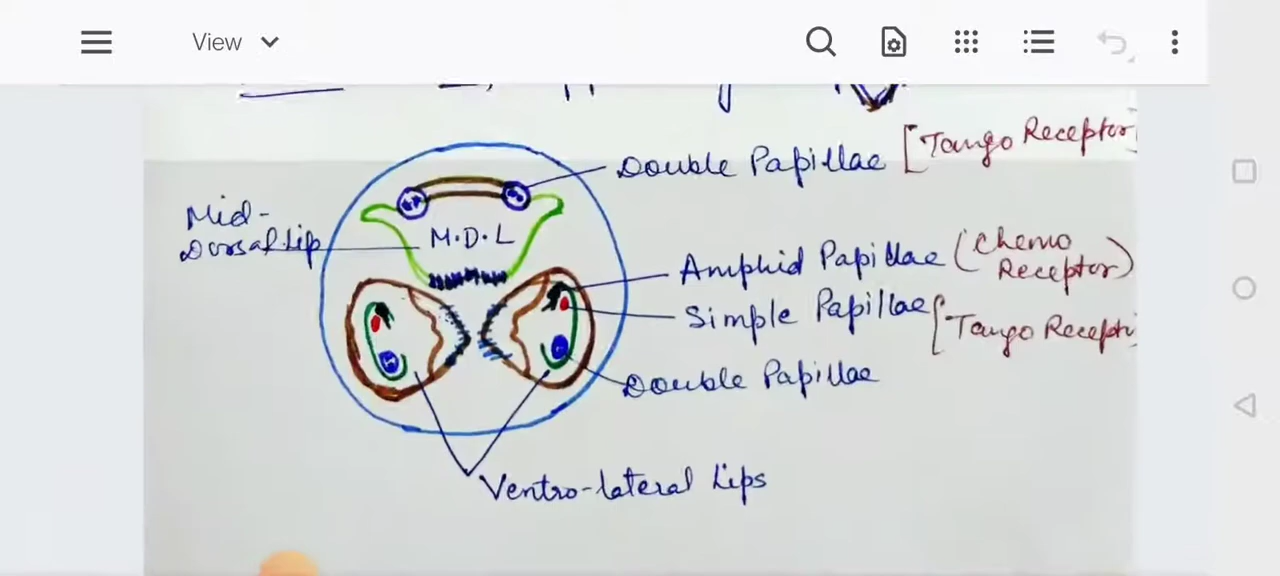 View
Double Papillae [Tango Receptor
Mid-
Dorsal Lip
M.D.L
Amphid Papillae (Chemo
Receptor)
Simple Papillae [Tango Recepti
Double Papillae
Ventro-lateral Lips